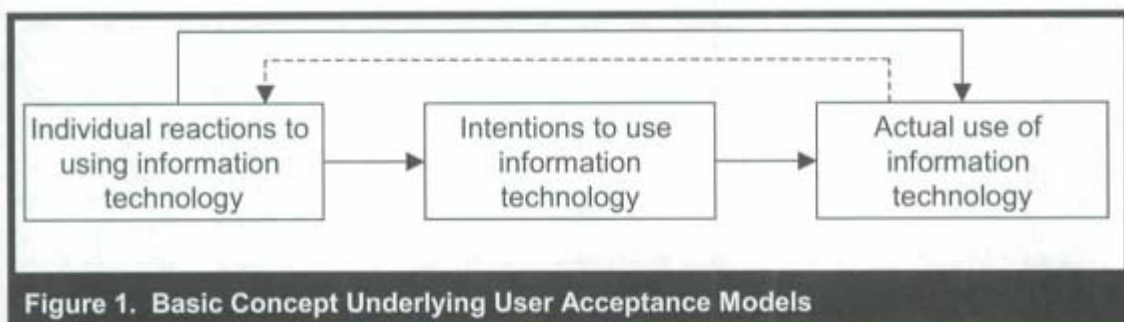 Individual reactions to
using information
technology
Intentions to use
information
technology
Actual use of
information
technology
Figure 1. Basic Concept Underlying User Acceptance Models